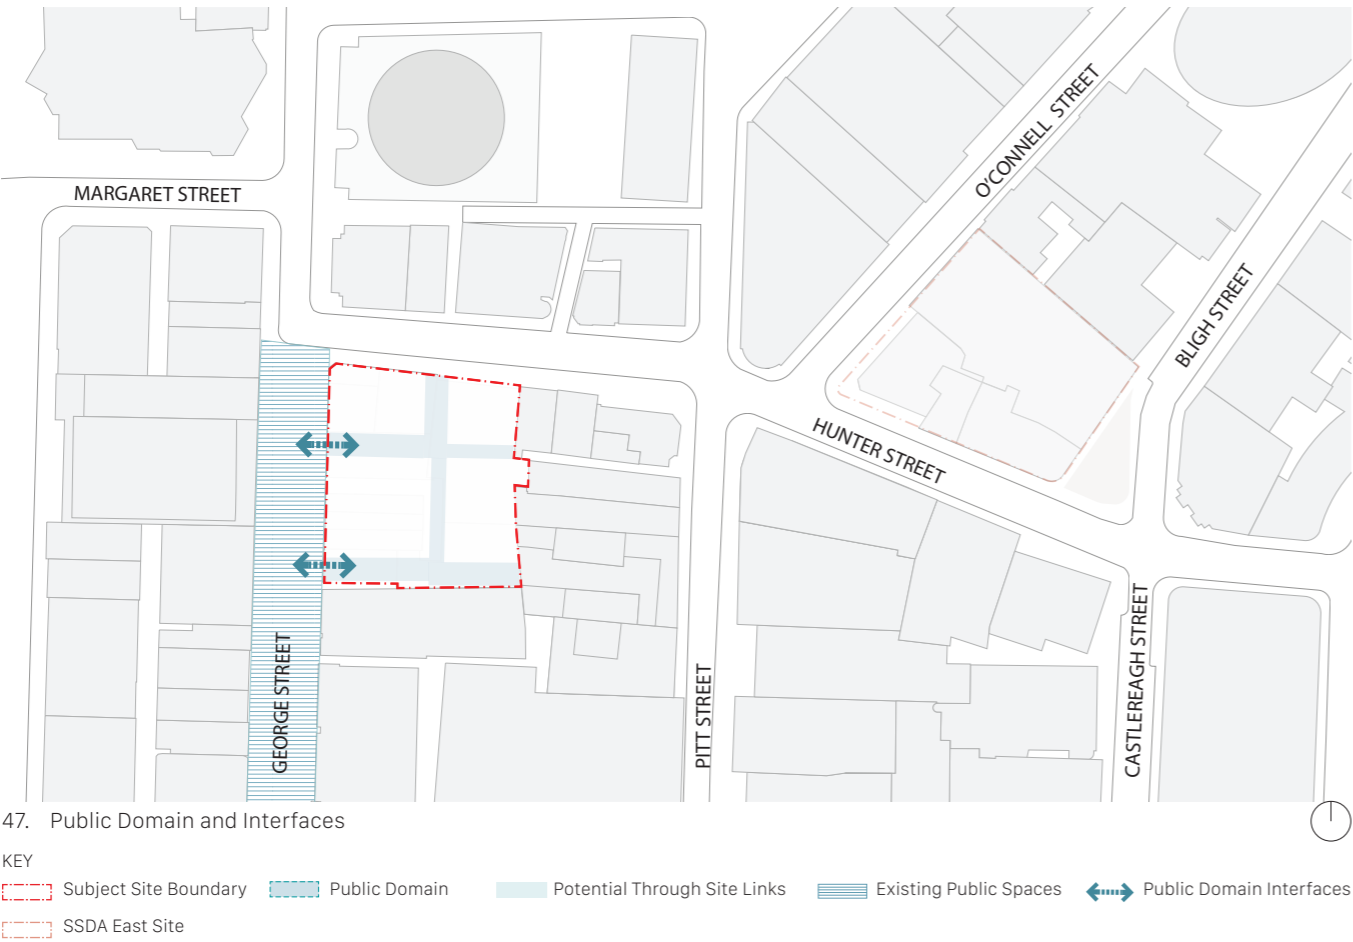 O'CONNELL STREET
MARGARET STREET
BLIGH STREET
HUNTER STREET
GEORGE STREET
PITT STREET
CASTLEREAGH STREET
47. Public Domain and Interfaces
KEY
Subject Site Boundary
Public Domain
Potential Through Site Links
Existing Public Spaces
Public Domain Interfaces
SSDA East Site